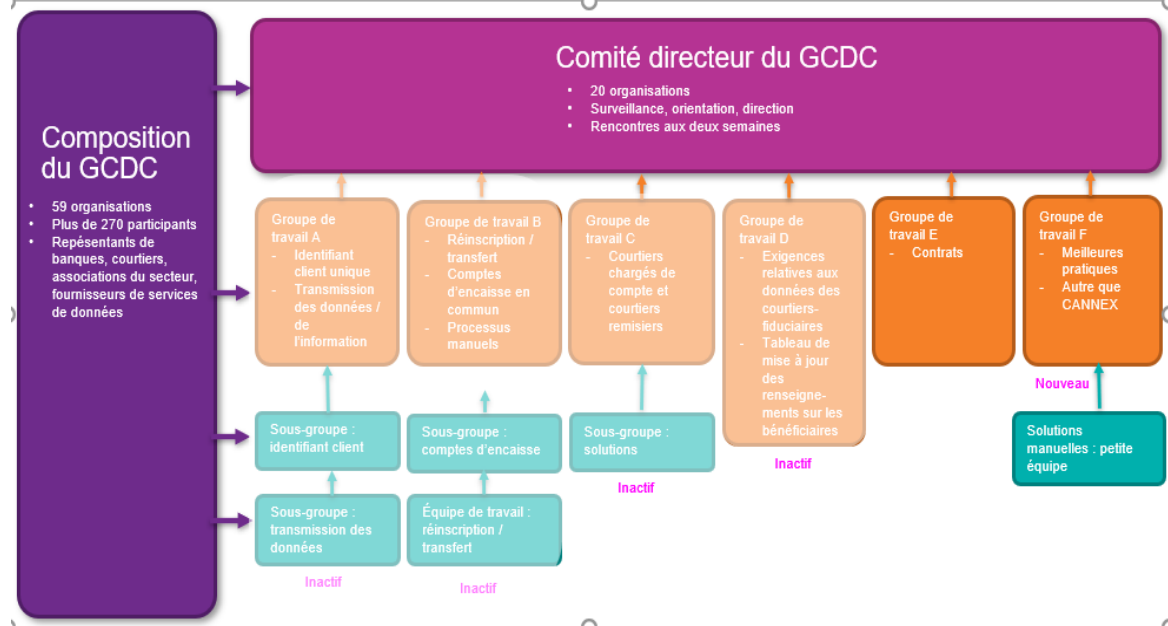 Composition
du GCDC
• 59 organisations
• Plus de 270 participants
• Repésentants de
banques, courtiers,
associations du secteur,
fournisseurs de services
de données
Comité directeur du GCDC
• 20 organisations
• Surveillance, orientation, direction
• Rencontres aux deux semaines
Groupe de
travail A
- Identifiant
client unique
- Transmission
des données /
de
l'information
Groupe de travail B
- Réinscription /
transfert
- Comptes
d'encaisse en
commun
- Processus
manuels
Groupe de
travail C
- Courtiers
chargés de
compte et
courtiers
remisiers
Groupe de
travail D
- Exigences
relatives aux
données des
courtiers-
fiduciaires
- Tableau de
mise à jour
des
renseigne-
ments sur les
bénéficiaires
Inactif
Groupe de
travail E
- Contrats
Groupe de
travail F
- Meilleures
pratiques
- Autre que
CANNEX
Nouveau
Sous-groupe :
identifiant client
Sous-groupe :
comptes d'encaisse
Sous-groupe :
solutions
Inactif
Solutions
manuelles : petite
équipe
Sous-groupe :
transmission des
données
Inactif
Équipe de travail :
réinscription /
transfert
Inactif